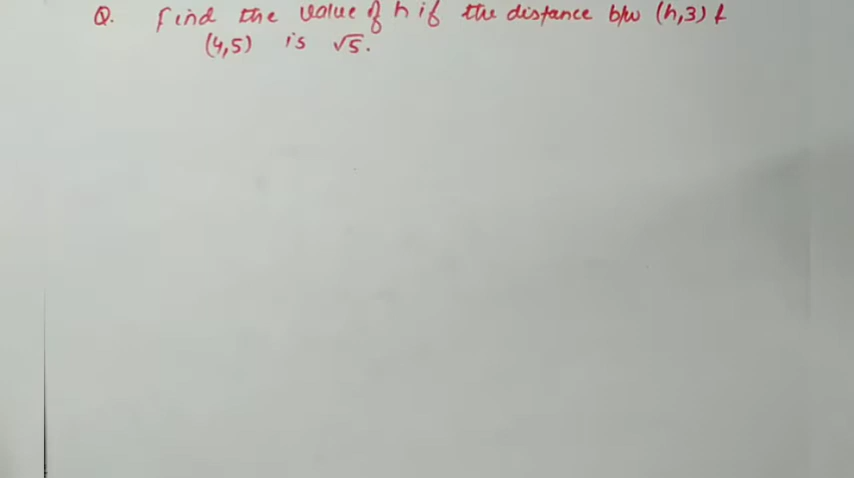 Q. Find the value of h if the distance b/w (h,3) &
(4,5) is √5.